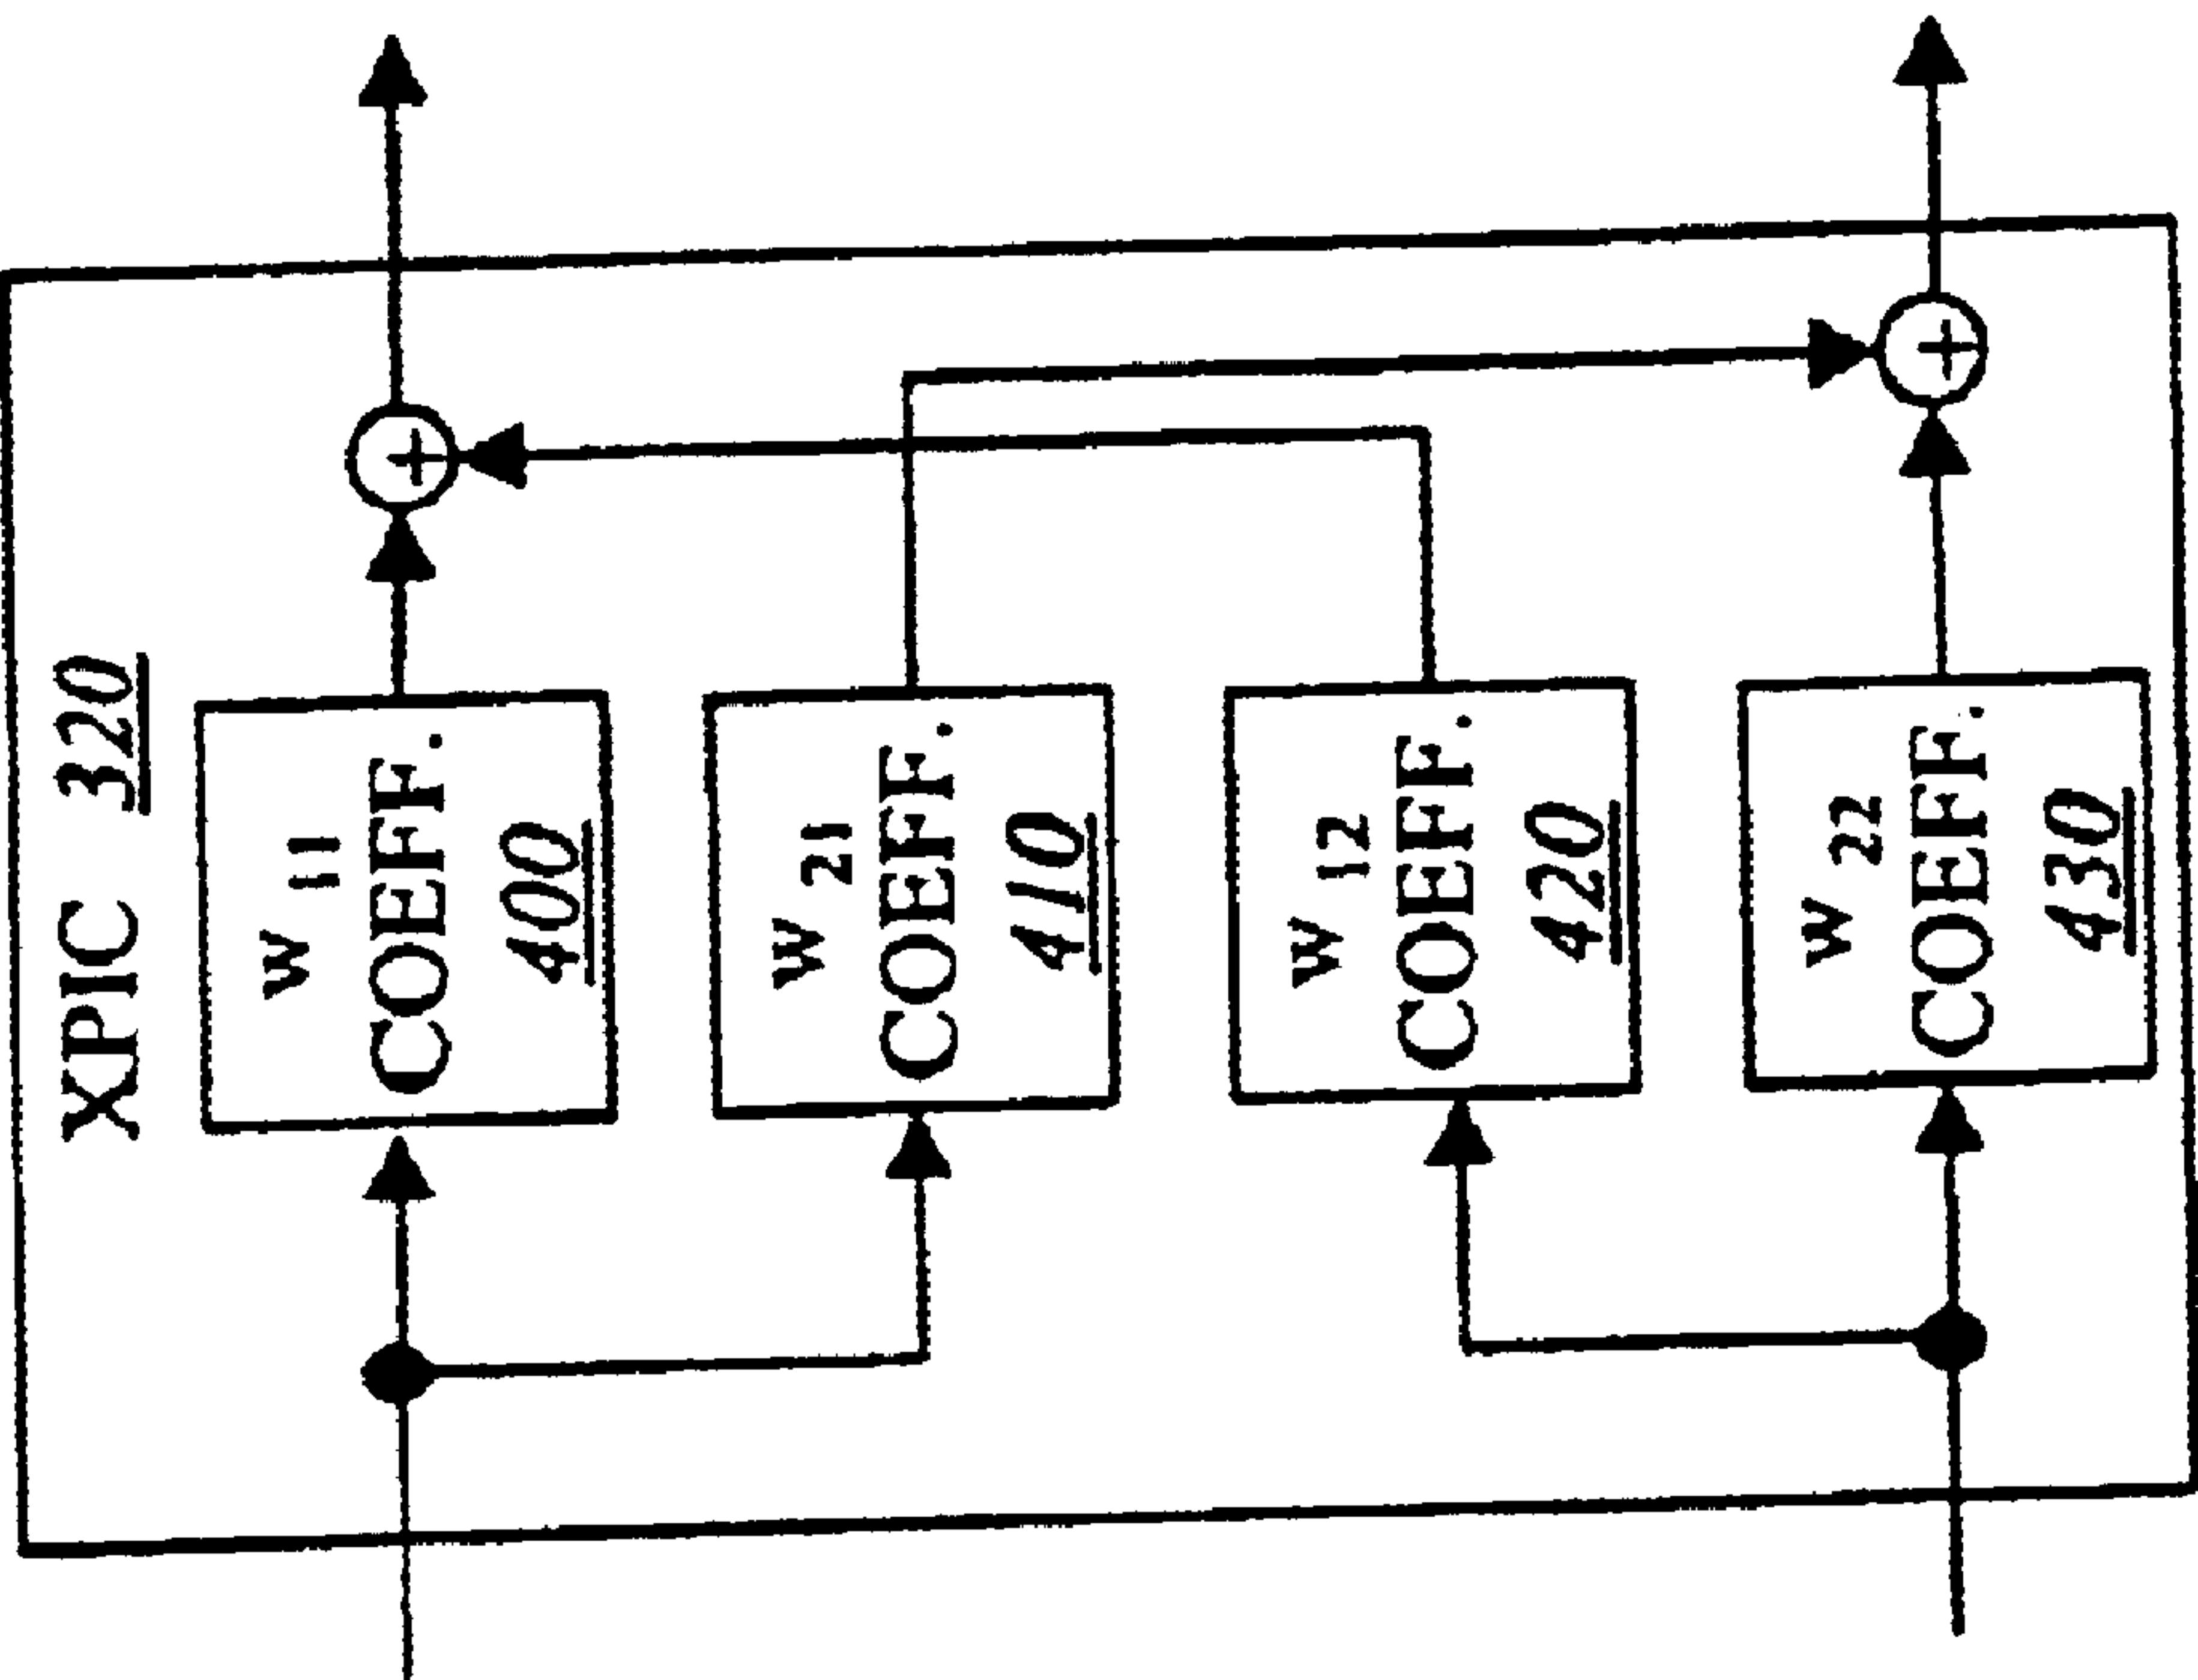 XPIC 320
+
+
W 11
COEFF.
400
W 21
COEFF.
410
W 12
COEFF.
420
W 22
COEFF.
430